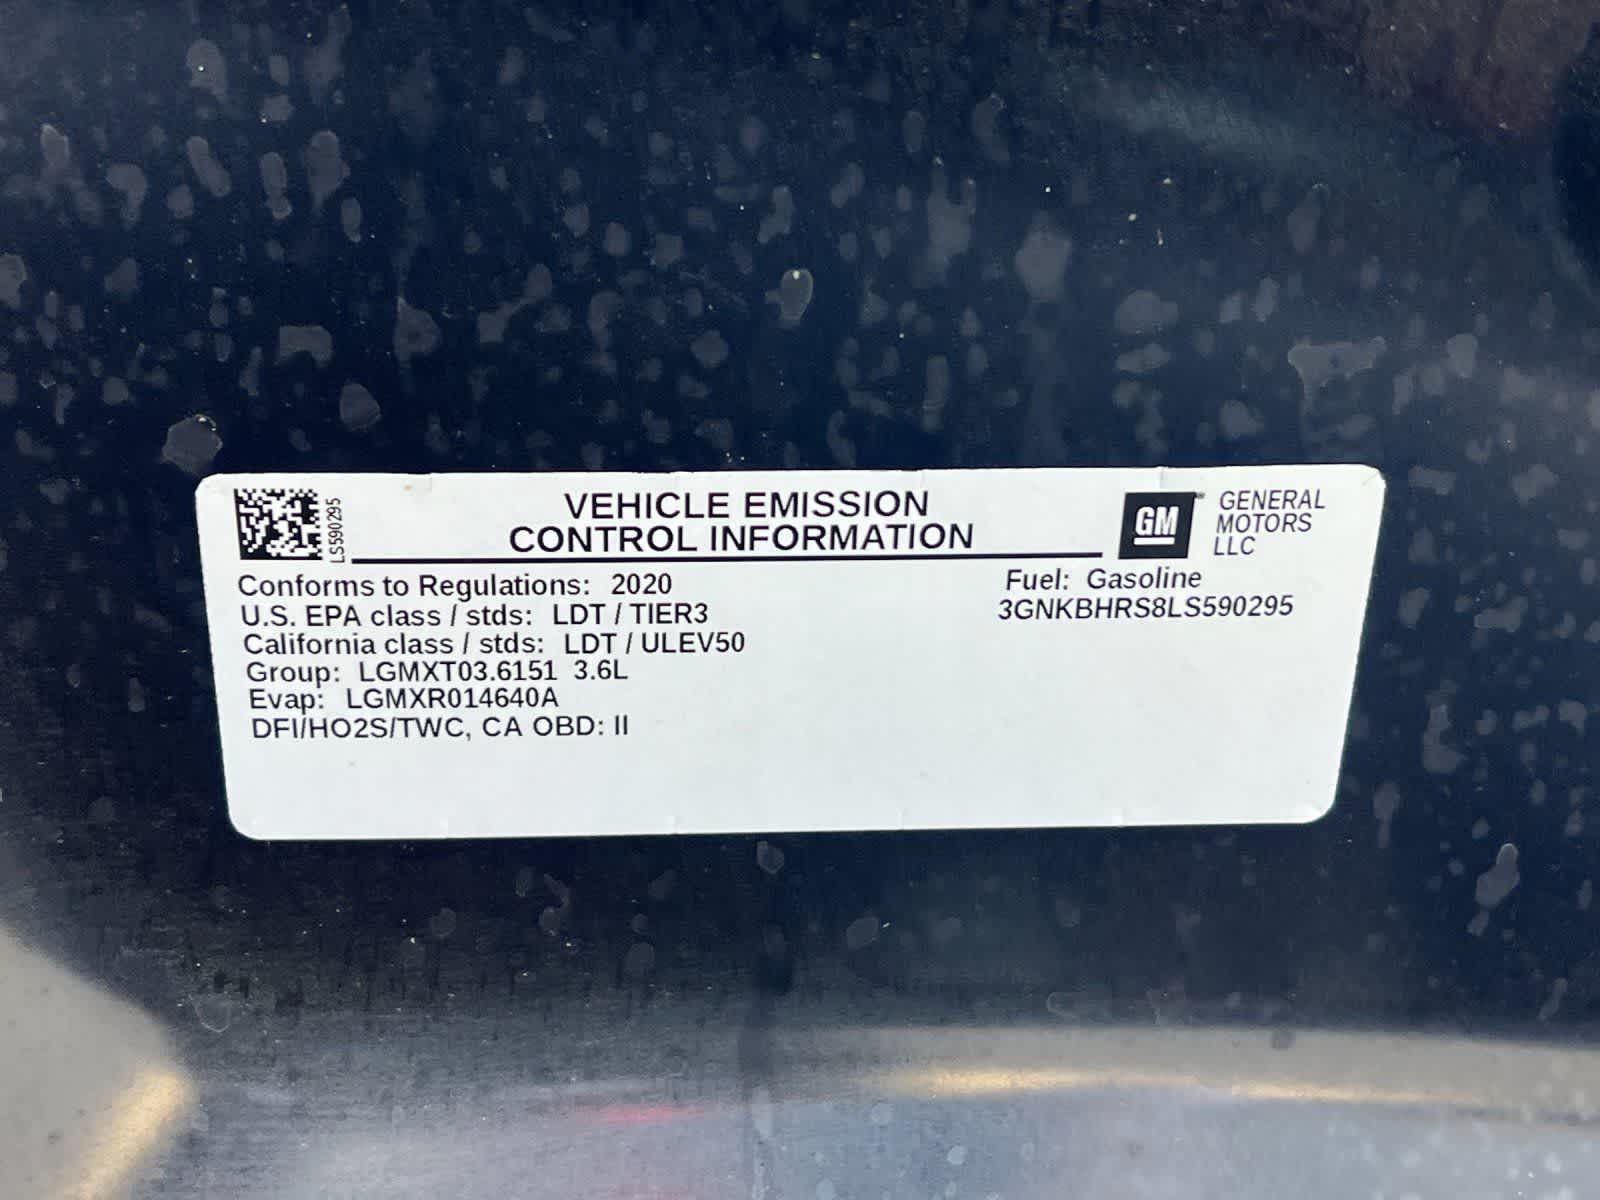 LS590295
VEHICLE EMISSION
CONTROL INFORMATION
GM
GENERAL
MOTORS
LLC
Conforms to Regulations: 2020
U.S. EPA class / stds: LDT / TIER3
California class / stds: LDT / ULEV50
Group: LGMXT03.6151 3.6L
Evap: LGMXR014640A
DFI/HO2S/TWC, CA OBD: II
Fuel: Gasoline
3GNKBHRS8LS590295